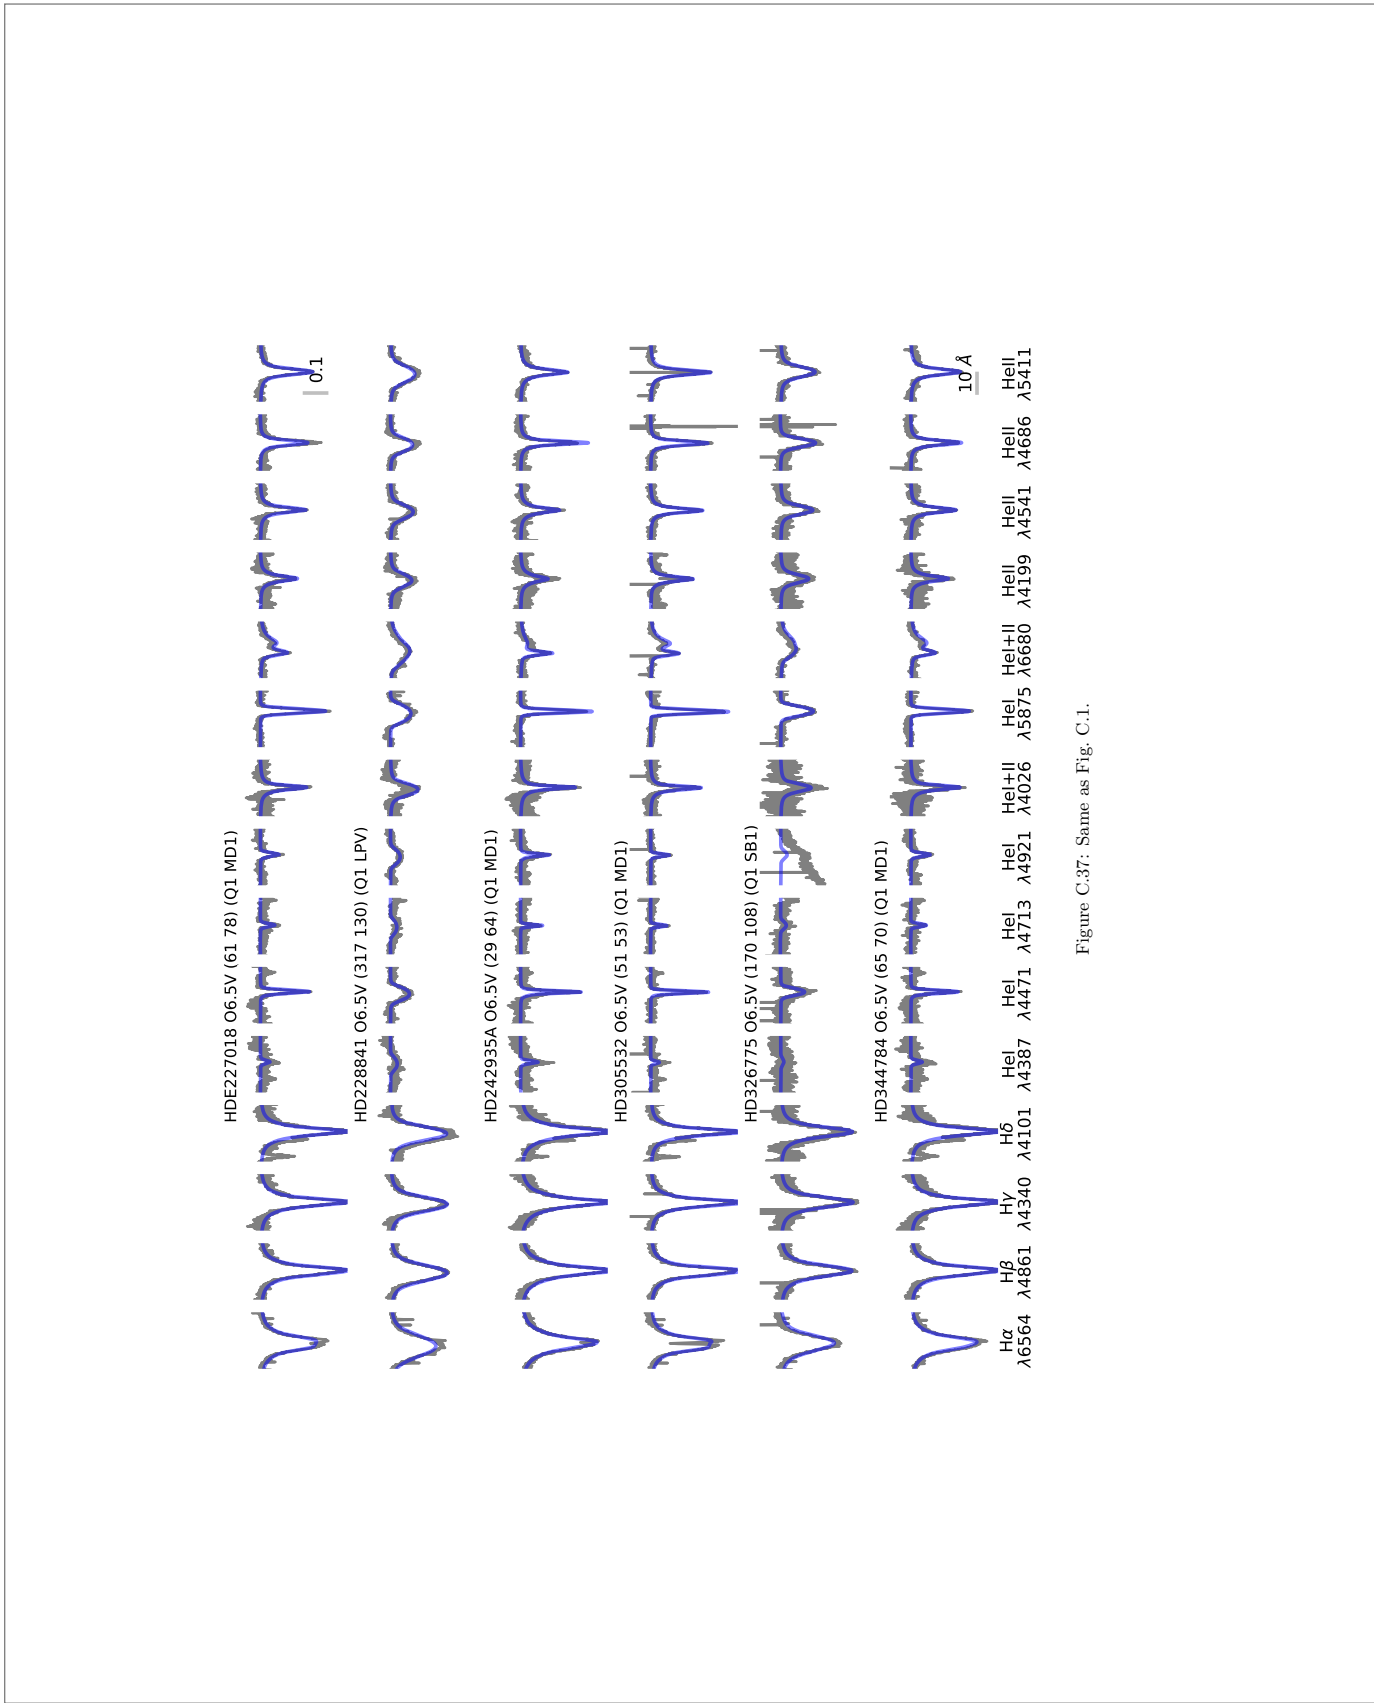 HDE227018 O6.5V (61 78) (Q1 MD1)
0.1
HD228841 O6.5V (317 130) (Q1 LPV)
HD242935A O6.5V (29 64) (Q1 MD1)
HD305532 O6.5V (51 53) (Q1 MD1)
HD326775 O6.5V (170 108) (Q1 SB1)
HD344784 O6.5V (65 70) (Q1 MD1)
10 Å
Hα Hβ Hγ Hδ HeI HeI HeI HeI HeI+II HeI HeI+II HeII HeII HeII HeII
λ6564 λ4861 λ4340 λ4101 λ4387 λ4471 λ4713 λ4921 λ4026 λ5875 λ6680 λ4199 λ4541 λ4686 λ5411
Figure C.37: Same as Fig. C.1.